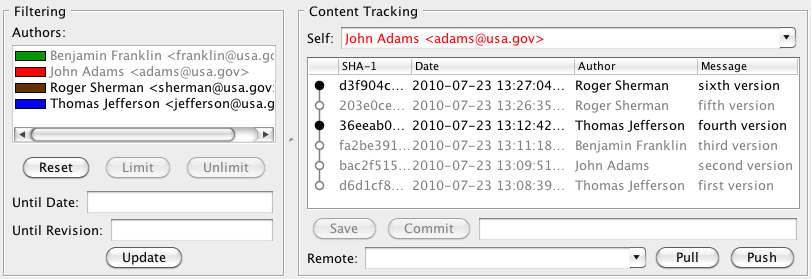 Filtering
Authors:
Benjamin Franklin <franklin@usa.gov>
John Adams <adams@usa.gov>
Roger Sherman <sherman@usa.gov>
Thomas Jefferson <jefferson@usa.g
Reset Limit Unlimit
Until Date:
Until Revision:
Update
Content Tracking
Self: John Adams <adams@usa.gov>
SHA-1 Date Author Message
d3f904c... 2010-07-23 13:27:04... Roger Sherman sixth version
203e0ce... 2010-07-23 13:26:35... Roger Sherman fifth version
36eeab0... 2010-07-23 13:12:42... Thomas Jefferson fourth version
fa2be391... 2010-07-23 13:11:18... Benjamin Franklin third version
bac2f515... 2010-07-23 13:09:51... John Adams second version
d6d1cf8... 2010-07-23 13:08:39... Thomas Jefferson first version
Save Commit
Remote: Pull Push